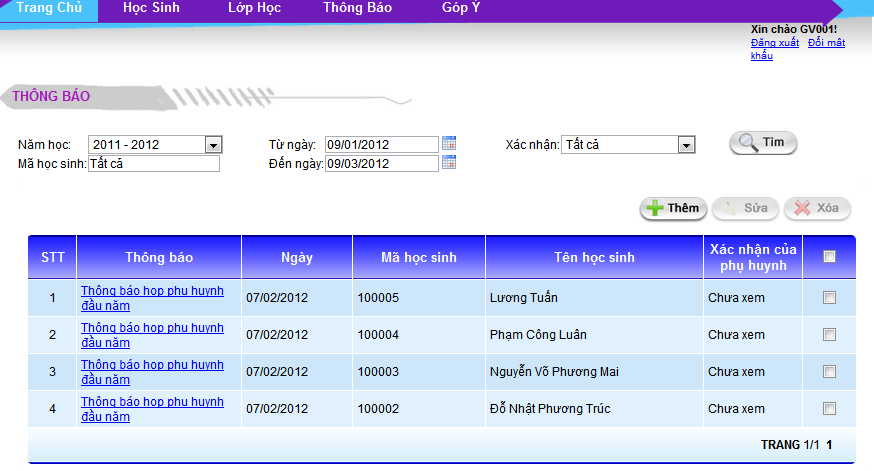 Trang Chủ Học Sinh Lớp Học Thông Báo Góp Ý
Xin chào GV001!
Đăng xuất Đổi mật
khẩu
THÔNG BÁO
Năm học: 2011 - 2012 Từ ngày: 09/01/2012 Xác nhận: Tất cả Tìm
Mã học sinh: Tất cả Đến ngày: 09/03/2012
Thêm Sửa Xóa
STT Thông báo Ngày Mã học sinh Tên học sinh Xác nhận của
phụ huynh
1 Thông báo họp phụ huynh
đầu năm 07/02/2012 100005 Lương Tuấn Chưa xem
2 Thông báo họp phụ huynh
đầu năm 07/02/2012 100004 Phạm Công Luân Chưa xem
3 Thông báo họp phụ huynh
đầu năm 07/02/2012 100003 Nguyễn Võ Phương Mai Chưa xem
4 Thông báo họp phụ huynh
đầu năm 07/02/2012 100002 Đỗ Nhật Phương Trúc Chưa xem
TRANG 1/1 1